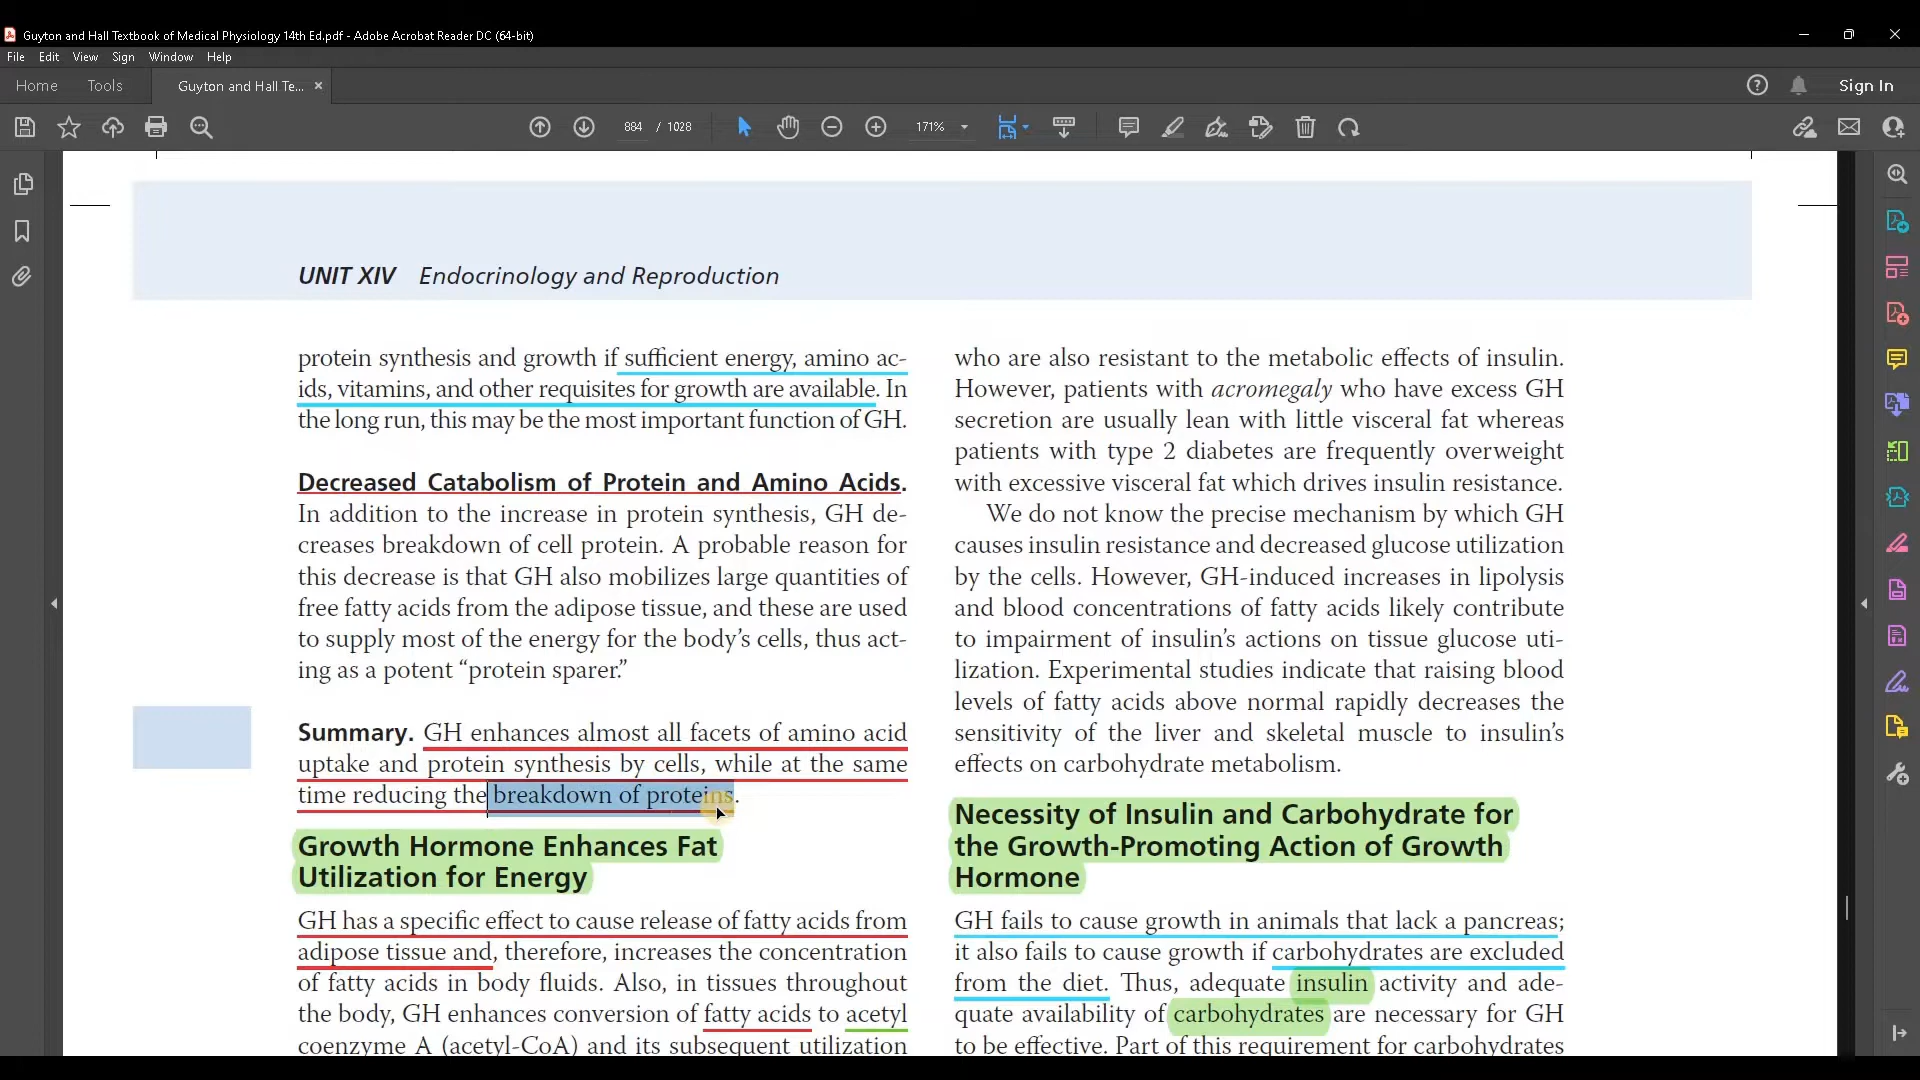 Guyton and Hall Textbook of Medical Physiology 14th Ed.pdf - Adobe Acrobat Reader DC (64-bit)
File Edit View Sign Window Help
Home Tools Guyton and Hall Te... × Sign In
884 / 1028 171%
UNIT XIV Endocrinology and Reproduction
protein synthesis and growth if sufficient energy, amino ac-
ids, vitamins, and other requisites for growth are available. In
the long run, this may be the most important function of GH.
Decreased Catabolism of Protein and Amino Acids.
In addition to the increase in protein synthesis, GH de-
creases breakdown of cell protein. A probable reason for
this decrease is that GH also mobilizes large quantities of
free fatty acids from the adipose tissue, and these are used
to supply most of the energy for the body's cells, thus act-
ing as a potent “protein sparer.”
Summary. GH enhances almost all facets of amino acid
uptake and protein synthesis by cells, while at the same
time reducing the breakdown of proteins.
Growth Hormone Enhances Fat
Utilization for Energy
GH has a specific effect to cause release of fatty acids from
adipose tissue and, therefore, increases the concentration
of fatty acids in body fluids. Also, in tissues throughout
the body, GH enhances conversion of fatty acids to acetyl
coenzyme A (acetyl-CoA) and its subsequent utilization
who are also resistant to the metabolic effects of insulin.
However, patients with acromegaly who have excess GH
secretion are usually lean with little visceral fat whereas
patients with type 2 diabetes are frequently overweight
with excessive visceral fat which drives insulin resistance.
We do not know the precise mechanism by which GH
causes insulin resistance and decreased glucose utilization
by the cells. However, GH-induced increases in lipolysis
and blood concentrations of fatty acids likely contribute
to impairment of insulin's actions on tissue glucose uti-
lization. Experimental studies indicate that raising blood
levels of fatty acids above normal rapidly decreases the
sensitivity of the liver and skeletal muscle to insulin's
effects on carbohydrate metabolism.
Necessity of Insulin and Carbohydrate for
the Growth-Promoting Action of Growth
Hormone
GH fails to cause growth in animals that lack a pancreas;
it also fails to cause growth if carbohydrates are excluded
from the diet. Thus, adequate insulin activity and ade-
quate availability of carbohydrates are necessary for GH
to be effective. Part of this requirement for carbohydrates